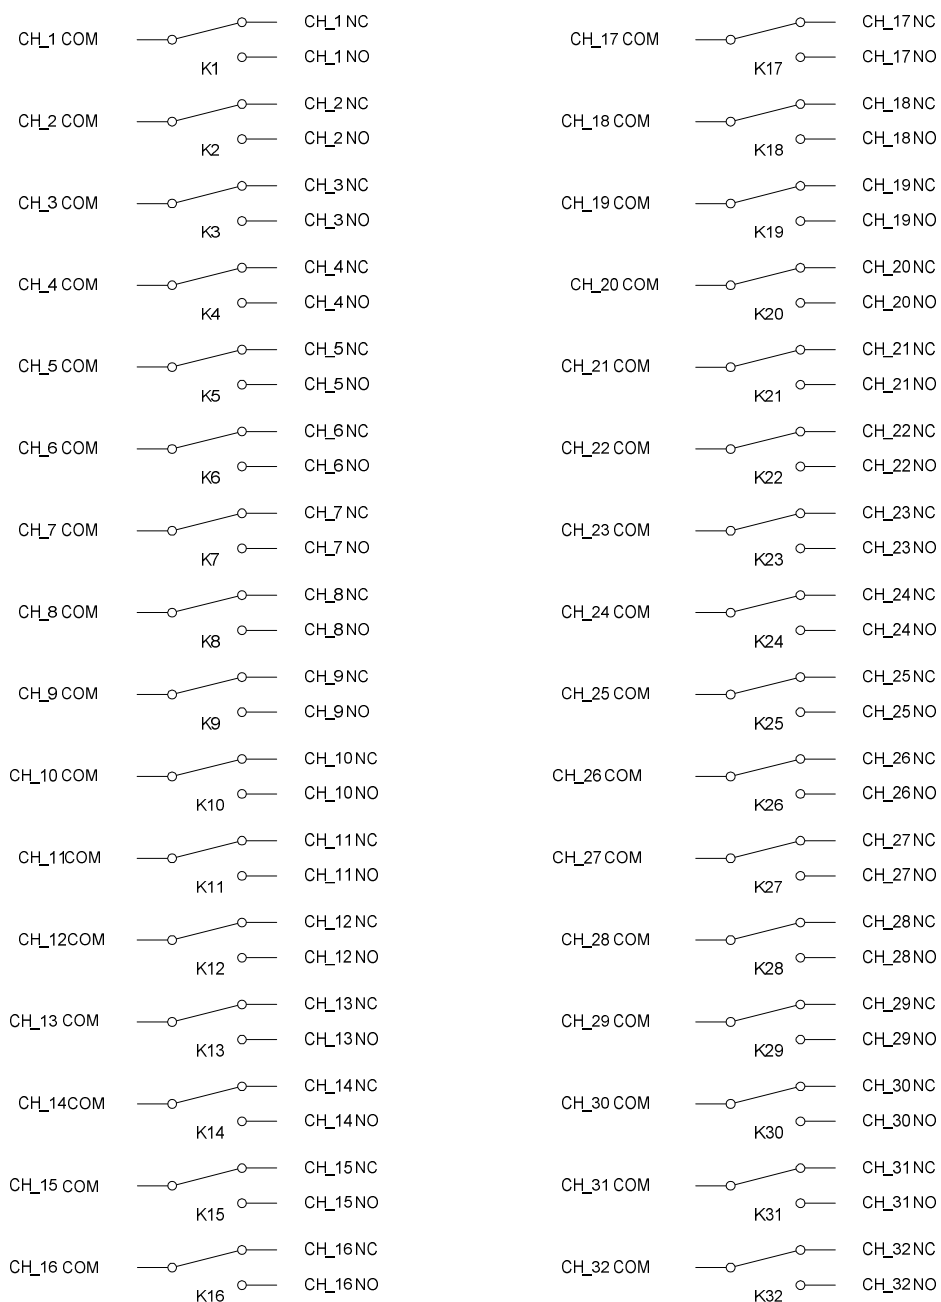 CH_1 NC CH_17 NC
CH_1 COM CH_17 COM
CH_1 NO CH_17 NO
K1 K17
CH_2 NC CH_18 NC
CH_2 COM CH_18 COM
CH_2 NO CH_18 NO
K2 K18
CH_3 NC CH_19 NC
CH_3 COM CH_19 COM
CH_3 NO CH_19 NO
K3 K19
CH_4 NC CH_20 NC
CH_4 COM CH_20 COM
CH_4 NO CH_20 NO
K4 K20
CH_5 NC CH_21 NC
CH_5 COM CH_21 COM
CH_5 NO CH_21 NO
K5 K21
CH_6 NC CH_22 NC
CH_6 COM CH_22 COM
CH_6 NO CH_22 NO
K6 K22
CH_7 NC CH_23 NC
CH_7 COM CH_23 COM
CH_7 NO CH_23 NO
K7 K23
CH_8 NC CH_24 NC
CH_8 COM CH_24 COM
CH_8 NO CH_24 NO
K8 K24
CH_9 NC CH_25 NC
CH_9 COM CH_25 COM
CH_9 NO CH_25 NO
K9 K25
CH_10 NC CH_26 NC
CH_10 COM CH_26 COM
CH_10 NO CH_26 NO
K10 K26
CH_11 NC CH_27 NC
CH_11COM CH_27 COM
CH_11 NO CH_27 NO
K11 K27
CH_12 NC CH_28 NC
CH_12COM CH_28 COM
CH_12 NO CH_28 NO
K12 K28
CH_13 NC CH_29 NC
CH_13 COM CH_29 COM
CH_13 NO CH_29 NO
K13 K29
CH_14 NC CH_30 NC
CH_14COM CH_30 COM
CH_14 NO CH_30 NO
K14 K30
CH_15 NC CH_31 NC
CH_15 COM CH_31 COM
CH_15 NO CH_31 NO
K15 K31
CH_16 NC CH_32 NC
CH_16 COM CH_32 COM
CH_16 NO CH_32 NO
K16 K32